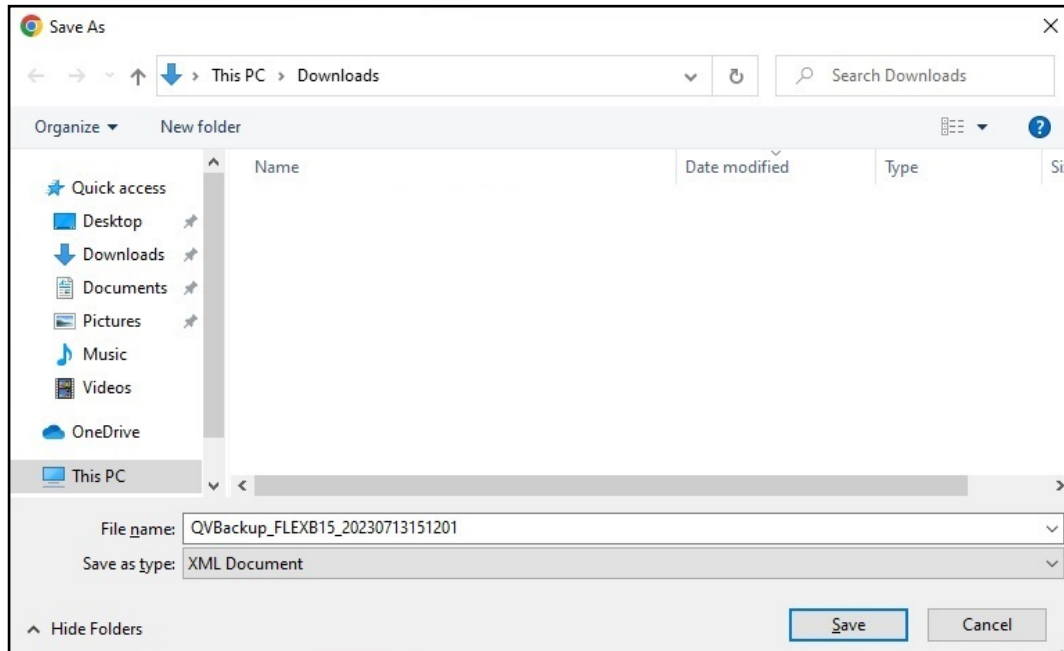 Save As
This PC > Downloads
Search Downloads
Organize
New folder
Name
Date modified
Type
Si
Quick access
Desktop
Downloads
Documents
Pictures
Music
Videos
OneDrive
This PC
File name: QVBackup_FLEXB15_20230713151201
Save as type: XML Document
Hide Folders
Save
Cancel